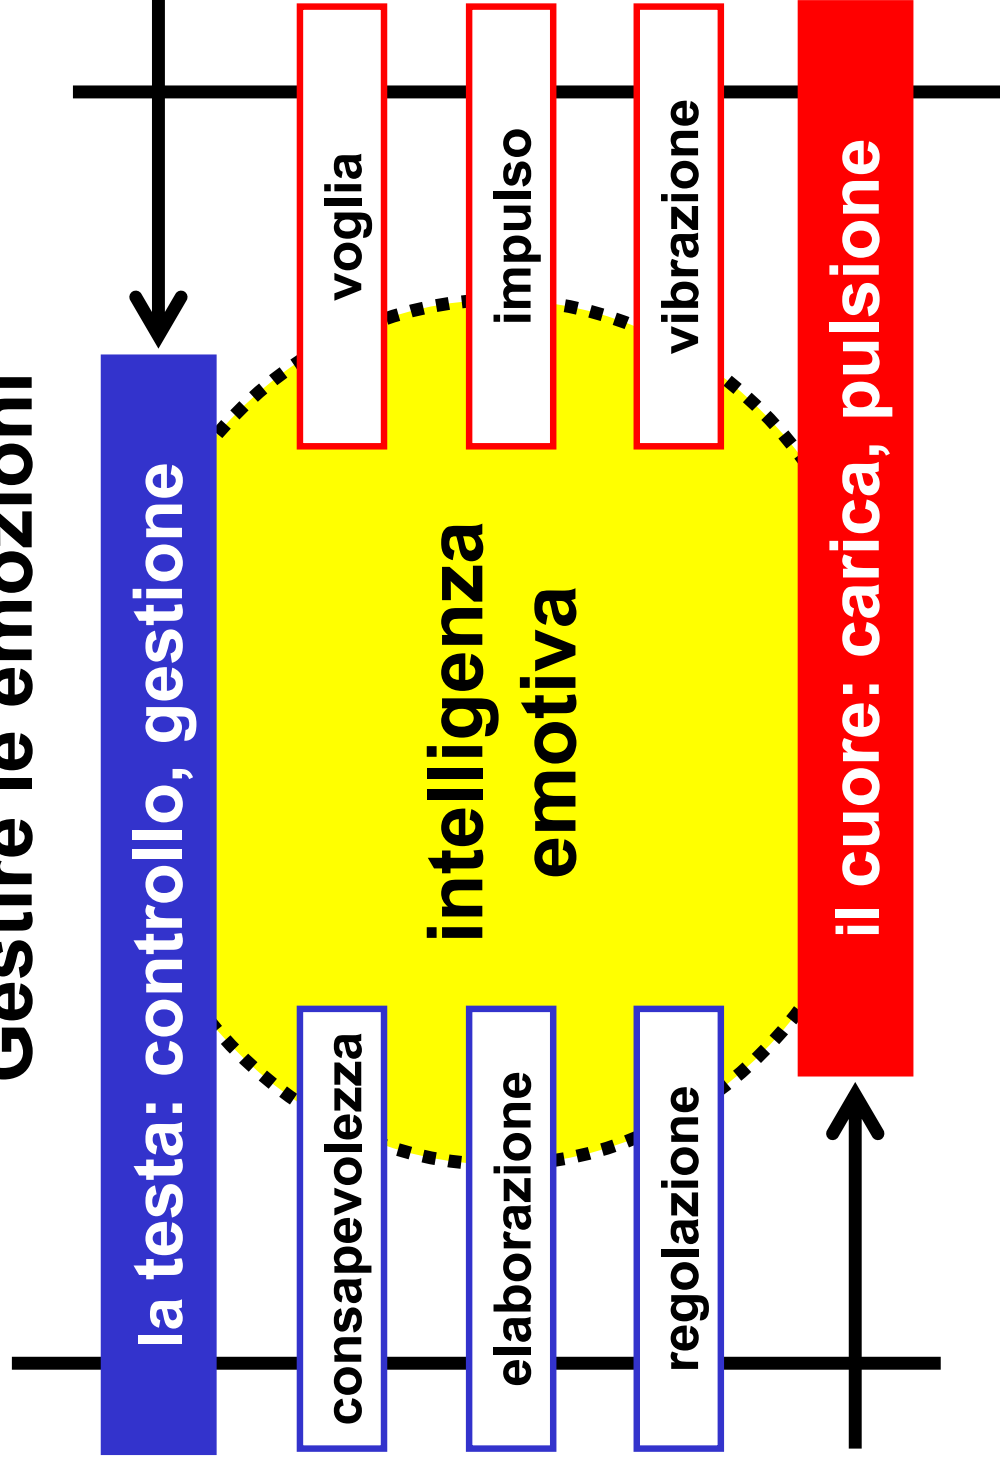 Gestire le emozioni
la testa: controllo, gestione
consapevolezza
voglia
intelligenza
emotiva
elaborazione
impulso
regolazione
vibrazione
il cuore: carica, pulsione